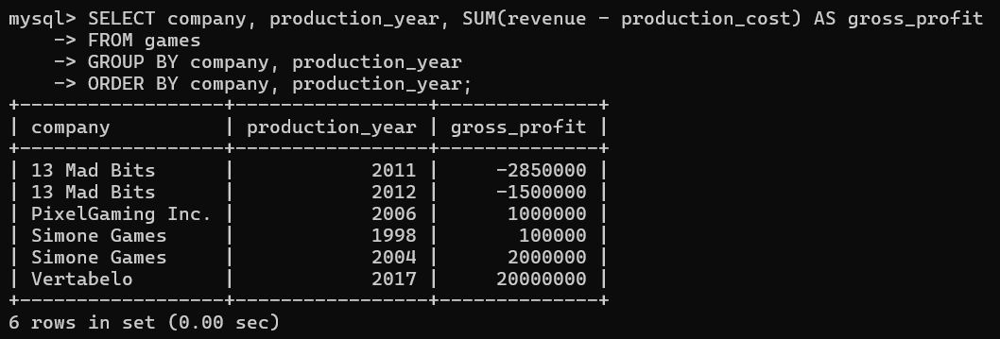 mysql> SELECT company, production_year, SUM(revenue - production_cost) AS gross_profit
    -> FROM games
    -> GROUP BY company, production_year
    -> ORDER BY company, production_year;
+------------------+-----------------+--------------+
| company          | production_year | gross_profit |
+------------------+-----------------+--------------+
| 13 Mad Bits      |            2011 |     -2850000 |
| 13 Mad Bits      |            2012 |     -1500000 |
| PixelGaming Inc. |            2006 |      1000000 |
| Simone Games     |            1998 |       100000 |
| Simone Games     |            2004 |      2000000 |
| Vertabelo        |            2017 |     20000000 |
+------------------+-----------------+--------------+
6 rows in set (0.00 sec)